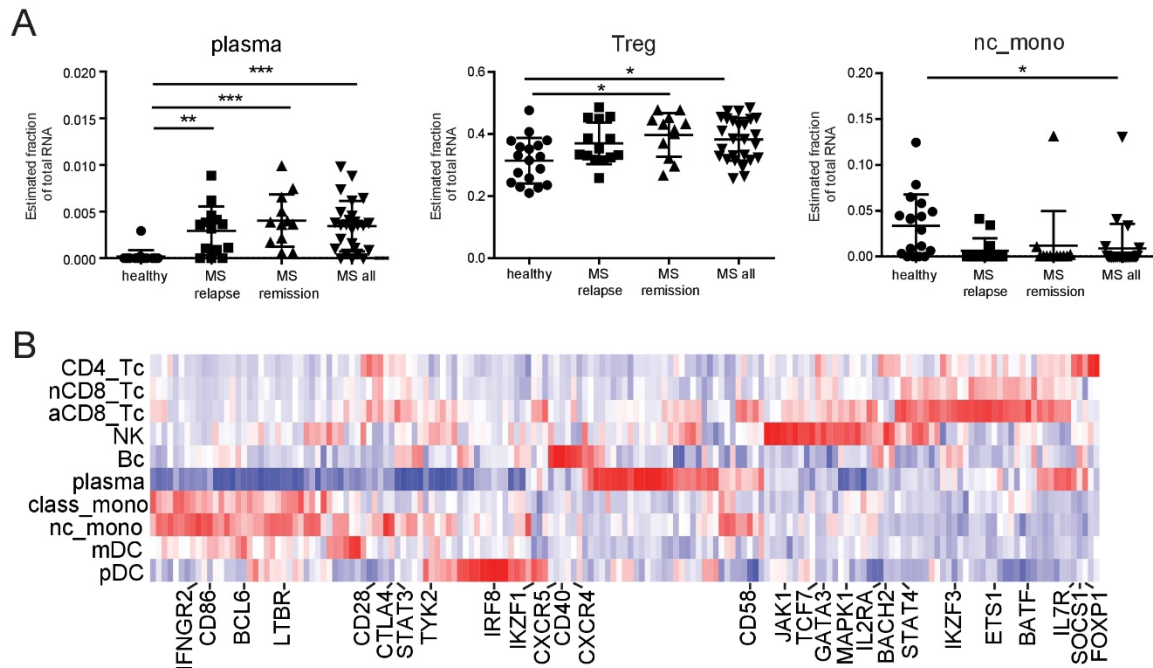 A
plasma
Estimated fraction
of total RNA
0.020
0.015
0.010
0.005
0.000
***
***
**
healthy
MS
relapse
MS
remission
MS all
Treg
Estimated fraction
of total RNA
0.6
0.4
0.2
0.0
*
*
healthy
MS
relapse
MS
remission
MS all
nc_mono
Estimated fraction
of total RNA
0.20
0.15
0.10
0.05
0.00
*
healthy
MS
relapse
MS
remission
MS all
B
CD4_Tc
nCD8_Tc
aCD8_Tc
NK
Bc
plasma
class_mono
nc_mono
mDC
pDC
IFNGR2
CD86
BCL6
LTBR
CD28
CTLA4
STAT3
TYK2
IRF8
IKZF1
CXCR5
CD40
CXCR4
CD58
JAK1
TCF7
GATA3
MAPK1
IL2RA
BACH2
STAT4
IKZF3
ETS1
BATF
IL7R
SOCS1
FOXP1